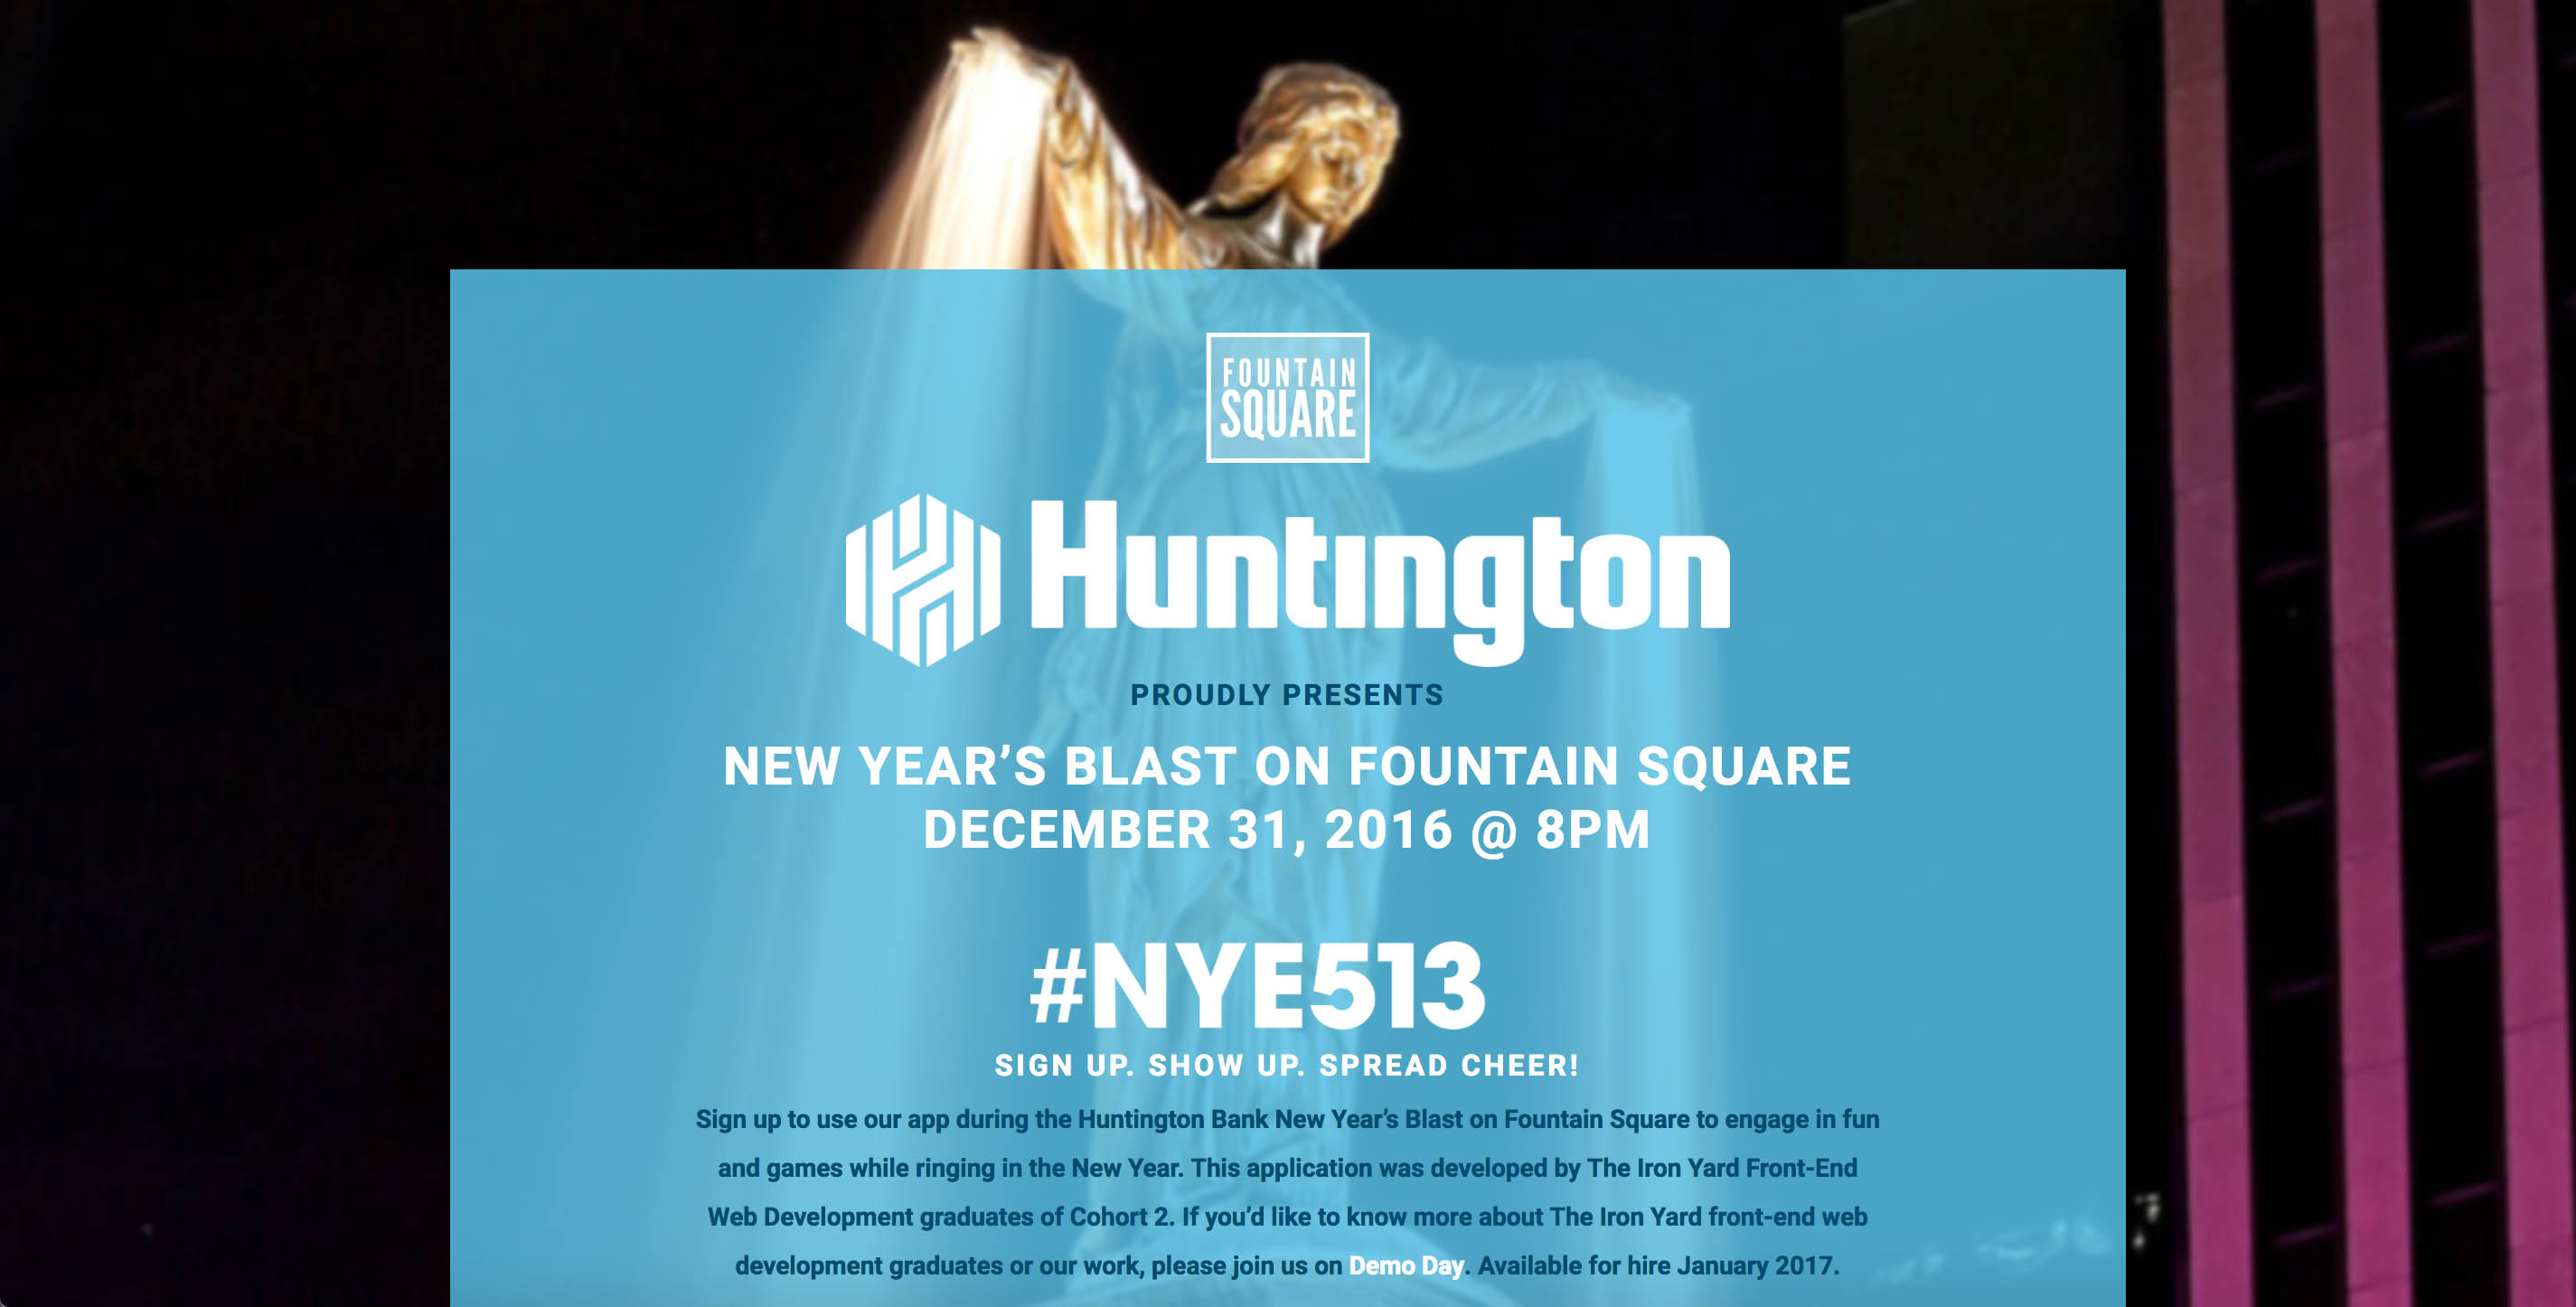 FOUNTAIN
SQUARE
Huntington
PROUDLY PRESENTS
NEW YEAR’S BLAST ON FOUNTAIN SQUARE
DECEMBER 31, 2016 @ 8PM
#NYE513
SIGN UP. SHOW UP. SPREAD CHEER!
Sign up to use our app during the Huntington Bank New Year’s Blast on Fountain Square to engage in fun
and games while ringing in the New Year. This application was developed by The Iron Yard Front-End
Web Development graduates of Cohort 2. If you’d like to know more about The Iron Yard front-end web
development graduates or our work, please join us on Demo Day. Available for hire January 2017.